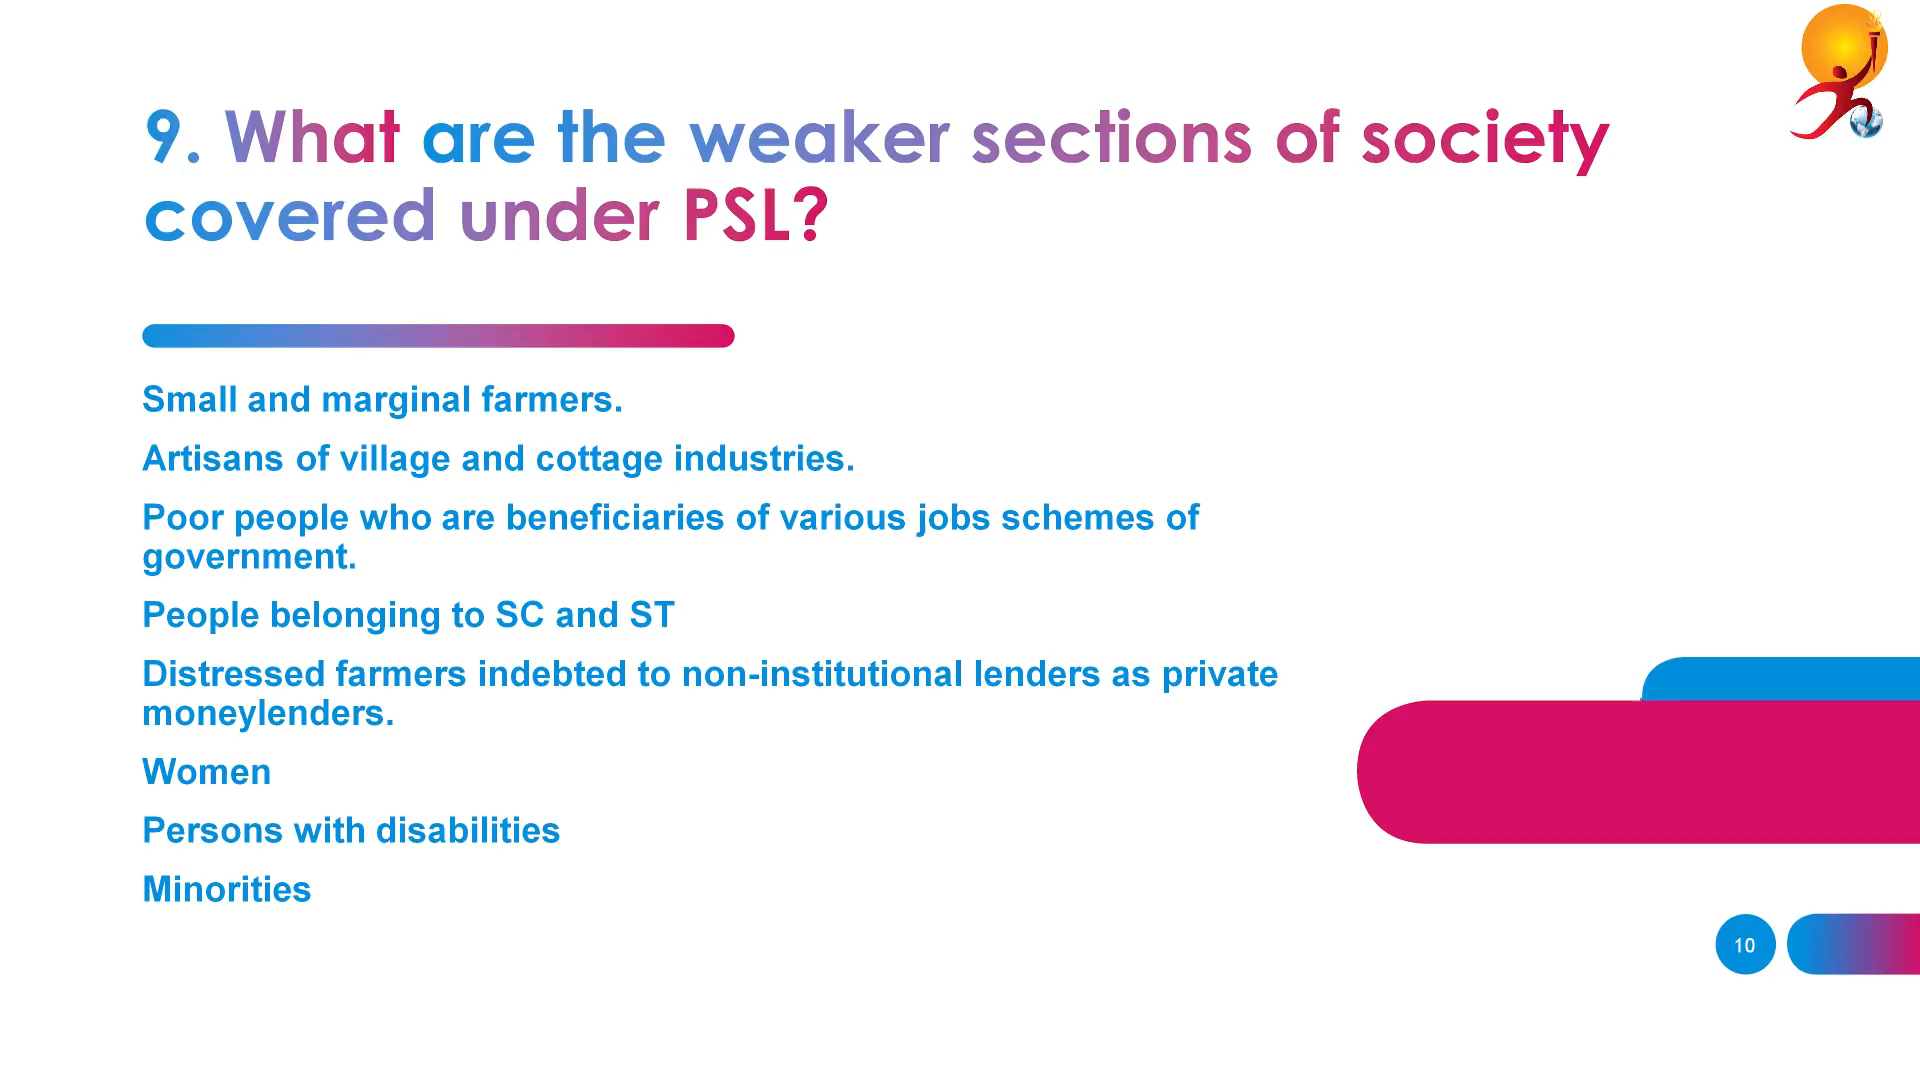 9. What are the weaker sections of society
covered under PSL?
Small and marginal farmers.
Artisans of village and cottage industries.
Poor people who are beneficiaries of various jobs schemes of
government.
People belonging to SC and ST
Distressed farmers indebted to non-institutional lenders as private
moneylenders.
Women
Persons with disabilities
Minorities
10